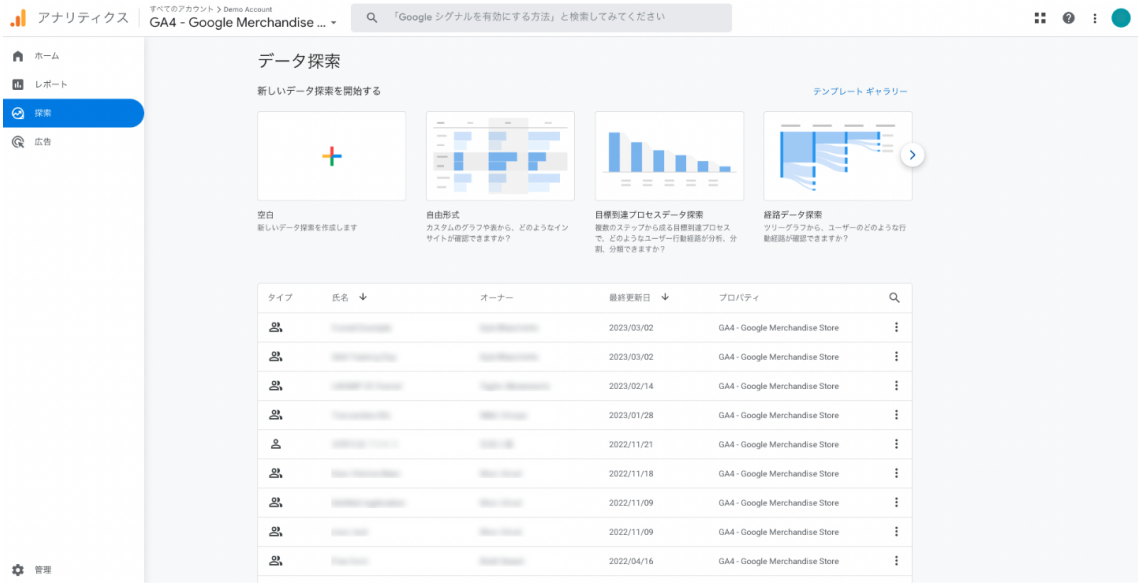 アナリティクス
すべてのアカウント > Demo Account
GA4 - Google Merchandise ...
「Google シグナルを有効にする方法」と検索してみてください
ホーム
レポート
探索
広告
管理
データ探索
新しいデータ探索を開始する
テンプレート ギャラリー
空白
新しいデータ探索を作成します
自由形式
カスタムのグラフや表から、どのようなイン
サイトが確認できますか?
目標到達プロセスデータ探索
複数のステップから成る目標到達プロセス
で、どのようなユーザー行動経路が分析、分
割、分類できますか?
経路データ探索
ツリーグラフから、ユーザーのどのような行
動経路が確認できますか?
タイプ 氏名 オーナー 最終更新日 プロパティ
2023/03/02 GA4 - Google Merchandise Store
2023/03/02 GA4 - Google Merchandise Store
2023/02/14 GA4 - Google Merchandise Store
2023/01/28 GA4 - Google Merchandise Store
2022/11/21 GA4 - Google Merchandise Store
2022/11/18 GA4 - Google Merchandise Store
2022/11/09 GA4 - Google Merchandise Store
2022/11/09 GA4 - Google Merchandise Store
2022/04/16 GA4 - Google Merchandise Store